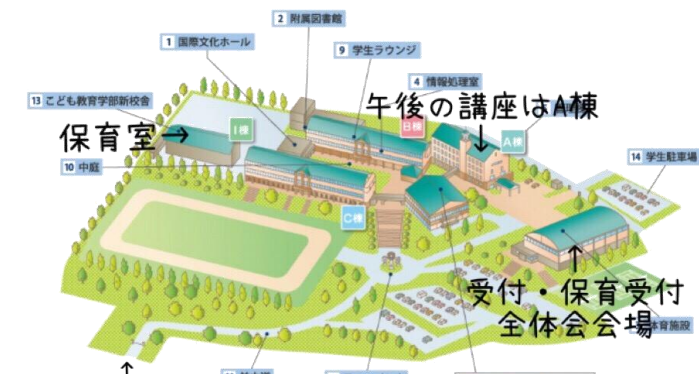 2 附属図書館
1 国際文化ホール
9 学生ラウンジ
4 情報処理室
13 こども教育学部新校舎
午後の講座はA棟
I棟
B棟
A棟
保育室→
↓
14 学生駐車場
10 中庭
C棟
↑
受付・保育受付
全体会会場
体育施設
↑